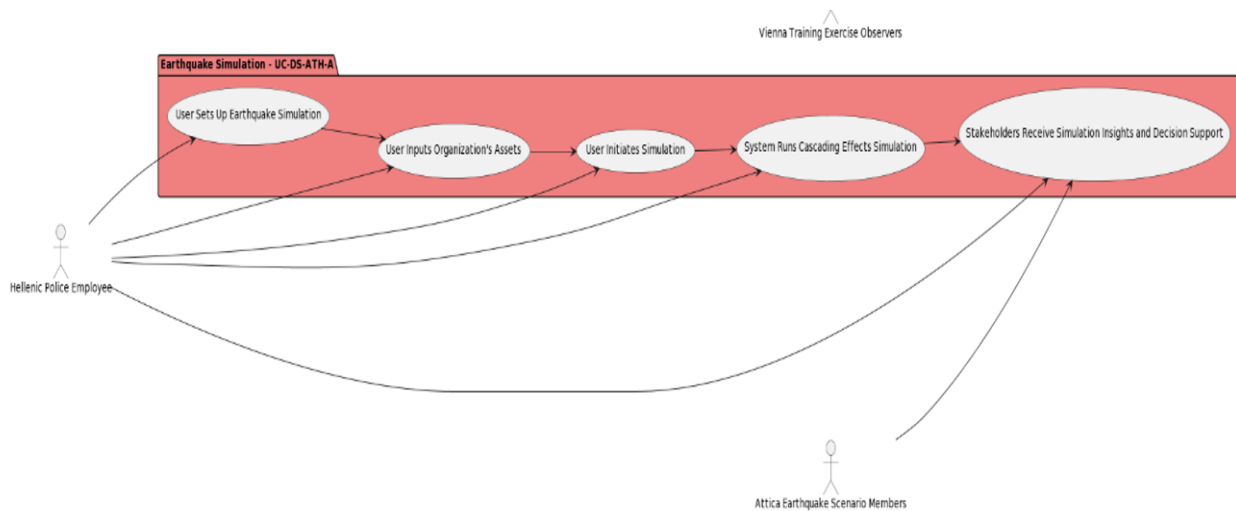 Vienna Training Exercise Observers
Earthquake Simulation - UC-DS-ATH-A
User Sets Up Earthquake Simulation
User Inputs Organization's Assets
User Initiates Simulation
System Runs Cascading Effects Simulation
Stakeholders Receive Simulation Insights and Decision Support
Hellenic Police Employee
Attica Earthquake Scenario Members